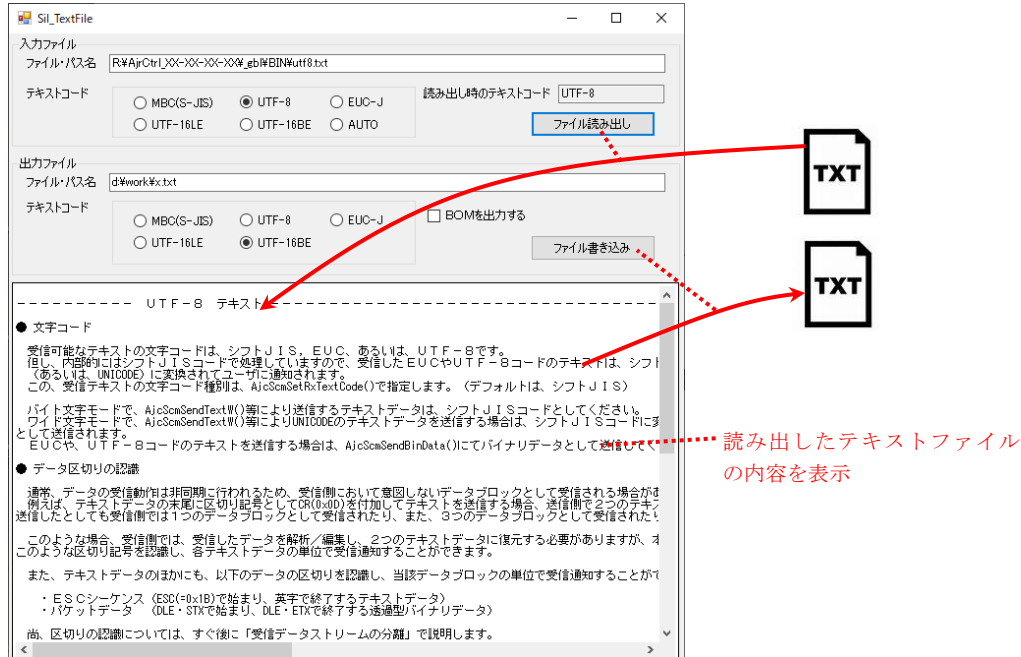 Sil_TextFile
入力ファイル
ファイル・パス名 R:¥AjrCtrl_XX-XX-XX-XX¥_gbl¥BIN¥utf8.txt
テキストコード
MBC(S-JIS) UTF-8 EUC-J
読み出し時のテキストコード UTF-8
UTF-16LE UTF-16BE AUTO
ファイル読み出し
出力ファイル
ファイル・パス名 d:¥work¥x.txt
テキストコード
MBC(S-JIS) UTF-8 EUC-J
BOMを出力する
UTF-16LE UTF-16BE
ファイル書き込み
TXT
TXT
---------- ＵＴＦ－８ テキスト ----------------------------------
● 文字コード
受信可能なテキストの文字コードは、シフトＪＩＳ，ＥＵＣ、あるいは、ＵＴＦ－８です。
但し、内部的にはシフトＪＩＳコードで処理していますので、受信したＥＵＣやＵＴＦ－８コードのテキストは、シフト
（あるいは、UNICODE）に変換されてユーザに通知されます。
この、受信テキストの文字コード種別は、AjcScmSetRxTextCode()で指定します。（デフォルトは、シフトＪＩＳ）
バイト文字モードで、AjcScmSendTextW()等により送信するテキストデータは、シフトＪＩＳコードとしてください。
ワイド文字モードで、AjcScmSendTextW()等によりUNICODEのテキストデータを送信する場合は、シフトＪＩＳコードに変
として送信されます。
ＥＵＣや、ＵＴＦ－８コードのテキストを送信する場合は、AjcScmSendBinData()にてバイナリデータとして送信してく
● データ区切りの認識
通常、データの受信動作は非同期に行われるため、受信側において意図しないデータブロックとして受信される場合があ
例えば、テキストデータの末尾に区切り記号としてCR(0x0D)を付加してテキストを送信する場合、送信側で２つのテキス
送信したとしても受信側では１つのデータブロックとして受信されたり、また、３つのデータブロックとして受信されたり
このような場合、受信側では、受信したデータを解析／編集し、２つのテキストデータに復元する必要がありますが、本
このような区切り記号を認識し、各テキストデータの単位で受信通知することができます。
また、テキストデータのほかにも、以下のデータの区切りを認識し、当該データブロックの単位で受信通知することがで
・ＥＳＣシーケンス （ESC(=0x1B)で始まり、英字で終了するテキストデータ）
・パケットデータ （DLE・STXで始まり、DLE・ETXで終了する透過型バイナリデータ）
尚、区切りの認識については、すぐ後に「受信データストリームの分離」で説明します。
読み出したテキストファイル
の内容を表示